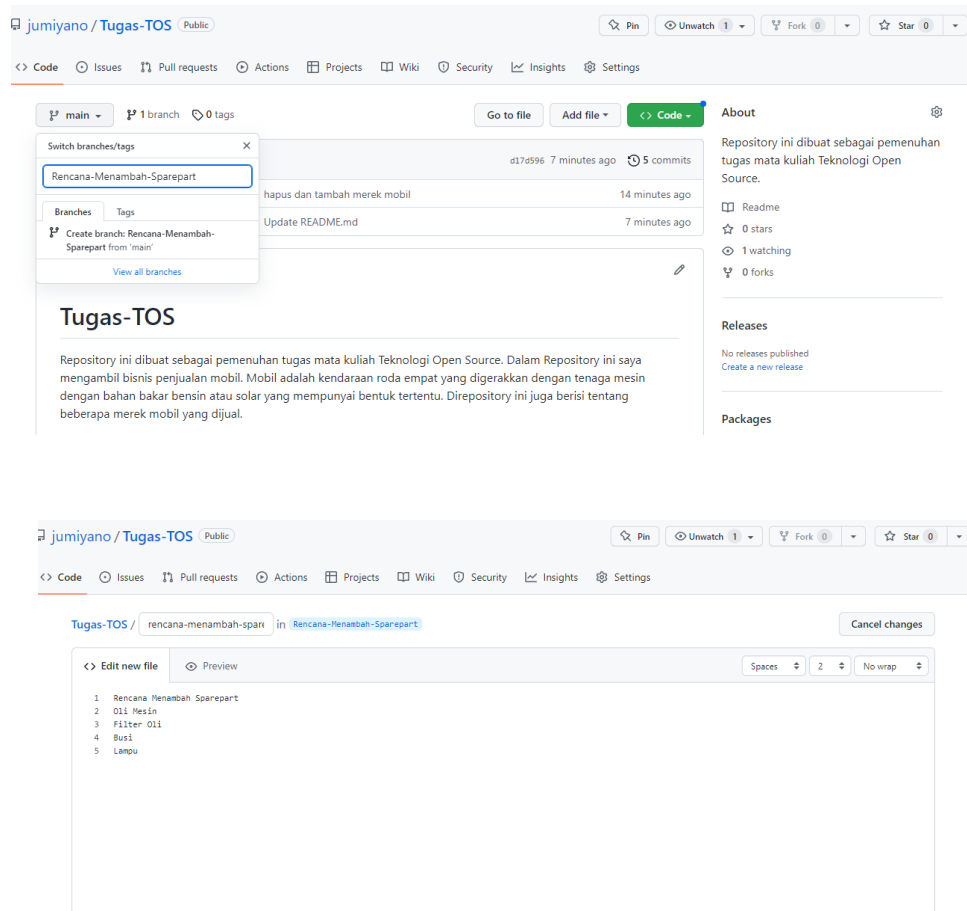 jumiyano / Tugas-TOS Public
Pin Unwatch 1 Fork 0 Star 0
Code Issues Pull requests Actions Projects Wiki Security Insights Settings
main 1 branch 0 tags Go to file Add file Code
Switch branches/tags
Rencana-Menambah-Sparepart
Branches Tags
Create branch: Rencana-Menambah-
Sparepart from 'main'
View all branches
d17d596 7 minutes ago 5 commits
hapus dan tambah merek mobil 14 minutes ago
Update README.md 7 minutes ago
Tugas-TOS
Repository ini dibuat sebagai pemenuhan tugas mata kuliah Teknologi Open Source. Dalam Repository ini saya
mengambil bisnis penjualan mobil. Mobil adalah kendaraan roda empat yang digerakkan dengan tenaga mesin
dengan bahan bakar bensin atau solar yang mempunyai bentuk tertentu. Direpository ini juga berisi tentang
beberapa merek mobil yang dijual.
About
Repository ini dibuat sebagai pemenuhan
tugas mata kuliah Teknologi Open
Source.
Readme
0 stars
1 watching
0 forks
Releases
No releases published
Create a new release
Packages
jumiyano / Tugas-TOS Public
Pin Unwatch 1 Fork 0 Star 0
Code Issues Pull requests Actions Projects Wiki Security Insights Settings
Tugas-TOS / rencana-menambah-spare in Rencana-Menambah-Sparepart Cancel changes
Edit new file Preview Spaces 2 No wrap
1 Rencana Menambah Sparepart
2 Oli Mesin
3 Filter Oli
4 Busi
5 Lampu